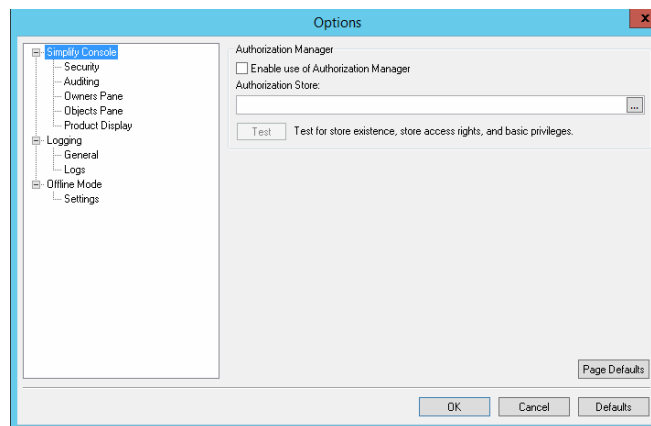 Options
x
Simplify Console
Security
Auditing
Owners Pane
Objects Pane
Product Display
Logging
General
Logs
Offline Mode
Settings
Authorization Manager
Enable use of Authorization Manager
Authorization Store:
...
Test
Test for store existence, store access rights, and basic privileges.
Page Defaults
OK
Cancel
Defaults